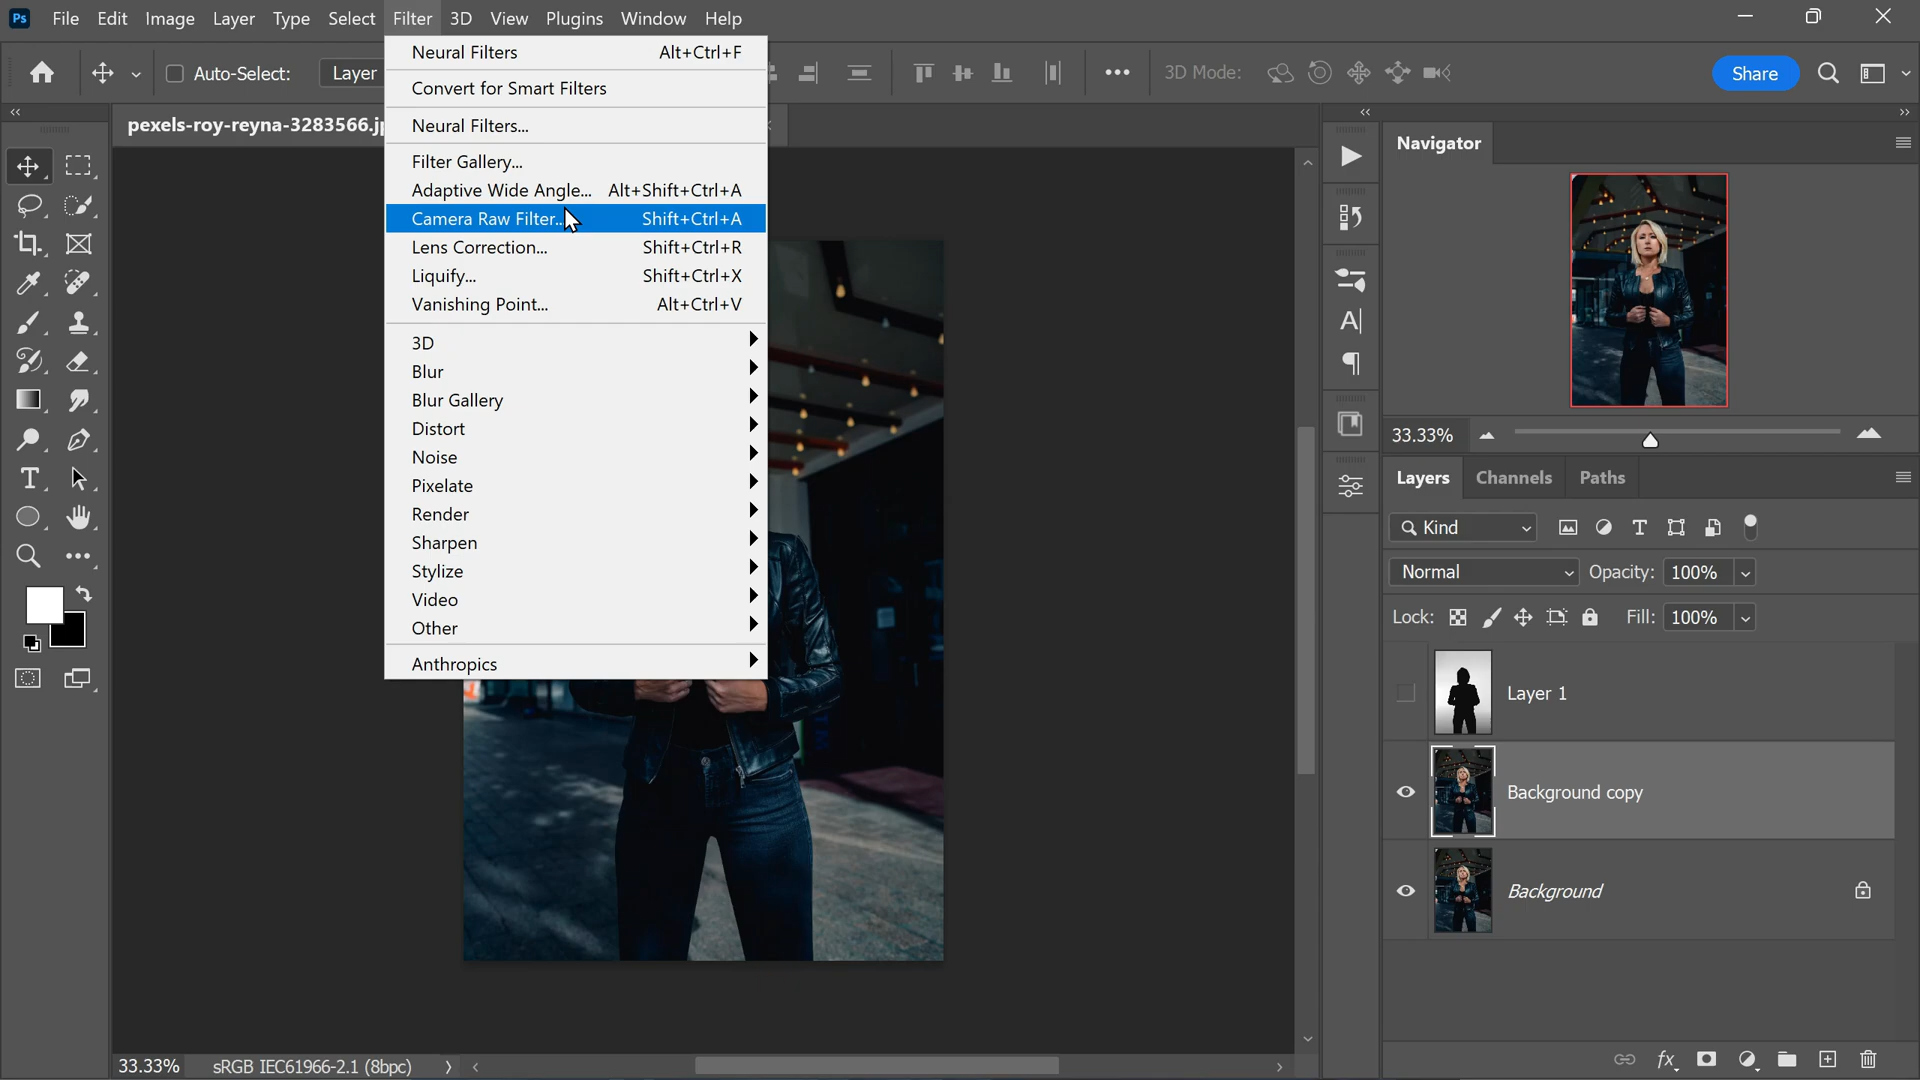 Ps File Edit Image Layer Type Select Filter 3D View Plugins Window Help
Auto-Select: Layer
3D Mode:
Share
pexels-roy-reyna-3283566.j
Neural Filters Alt+Ctrl+F
Convert for Smart Filters
Neural Filters...
Filter Gallery...
Adaptive Wide Angle... Alt+Shift+Ctrl+A
Camera Raw Filter... Shift+Ctrl+A
Lens Correction... Shift+Ctrl+R
Liquify... Shift+Ctrl+X
Vanishing Point... Alt+Ctrl+V
3D
Blur
Blur Gallery
Distort
Noise
Pixelate
Render
Sharpen
Stylize
Video
Other
Anthropics
Navigator
33.33%
Layers Channels Paths
Kind
Normal Opacity: 100%
Lock: Fill: 100%
Layer 1
Background copy
Background
fx
33.33% sRGB IEC61966-2.1 (8bpc)